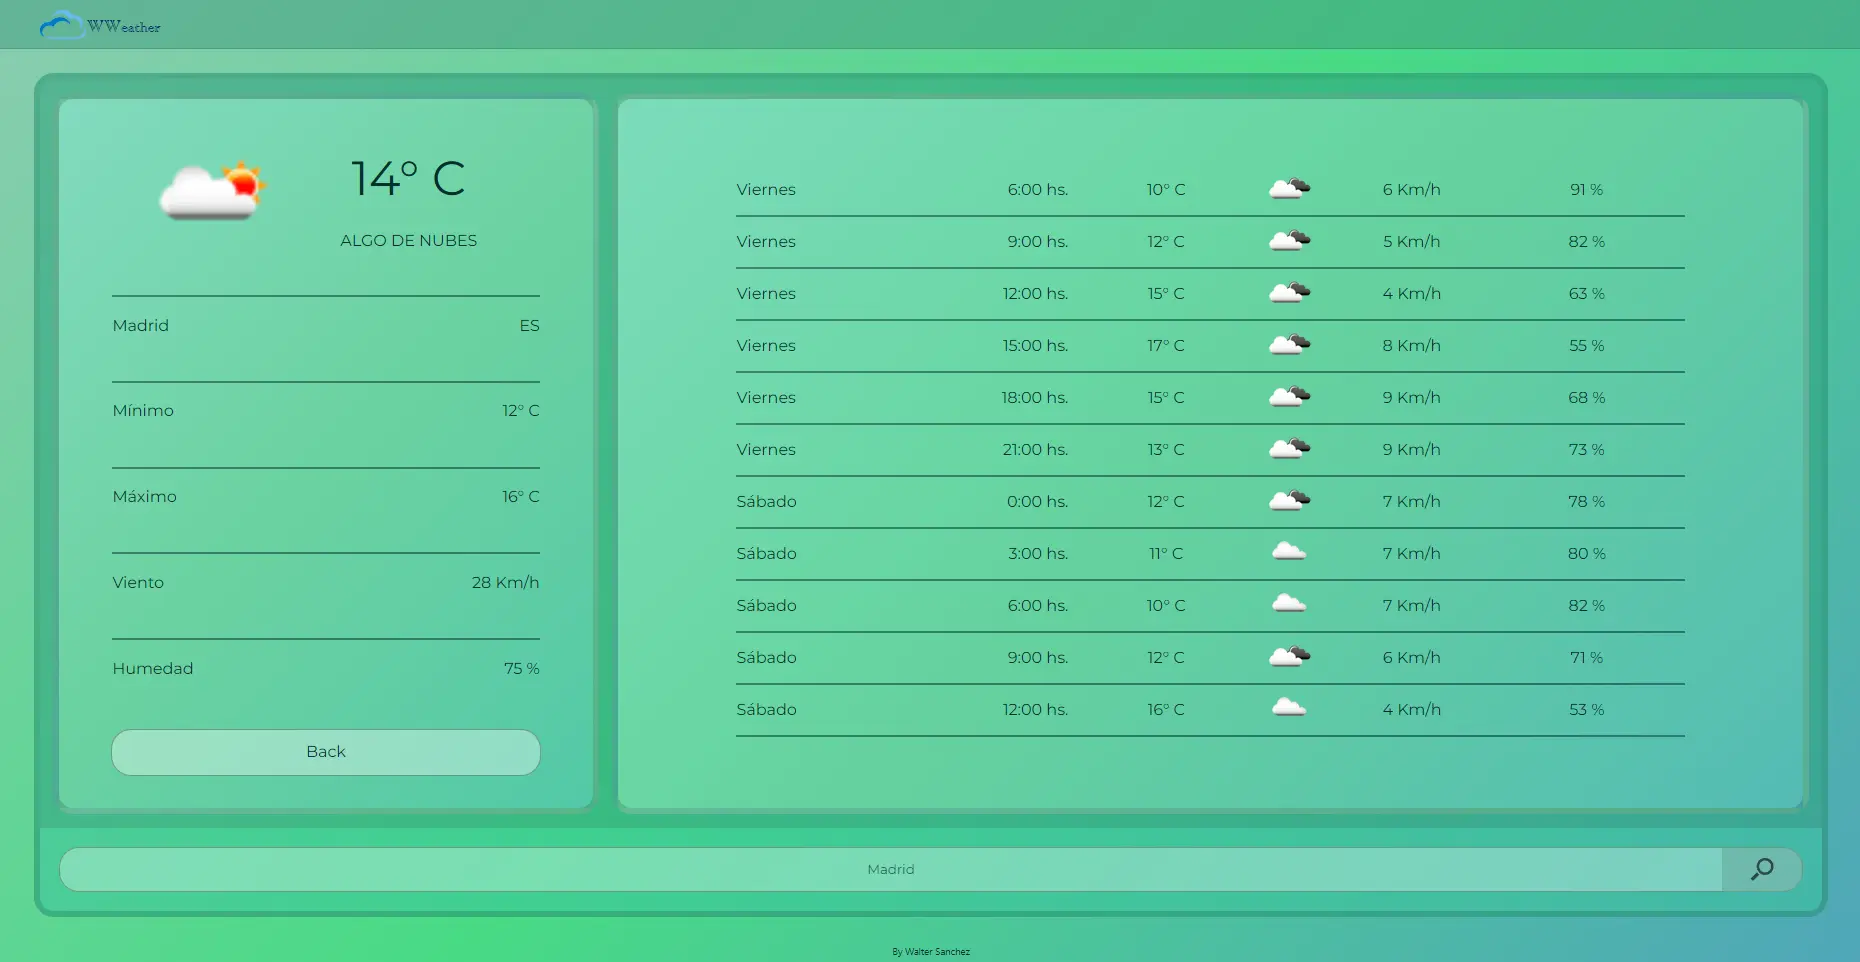 WWeather
14° C
ALGO DE NUBES
Madrid ES
Mínimo 12° C
Máximo 16° C
Viento 28 Km/h
Humedad 75 %
Back
Viernes 6:00 hs. 10° C 6 Km/h 91 %
Viernes 9:00 hs. 12° C 5 Km/h 82 %
Viernes 12:00 hs. 15° C 4 Km/h 63 %
Viernes 15:00 hs. 17° C 8 Km/h 55 %
Viernes 18:00 hs. 15° C 9 Km/h 68 %
Viernes 21:00 hs. 13° C 9 Km/h 73 %
Sábado 0:00 hs. 12° C 7 Km/h 78 %
Sábado 3:00 hs. 11° C 7 Km/h 80 %
Sábado 6:00 hs. 10° C 7 Km/h 82 %
Sábado 9:00 hs. 12° C 6 Km/h 71 %
Sábado 12:00 hs. 16° C 4 Km/h 53 %
Madrid
By Walter Sanchez